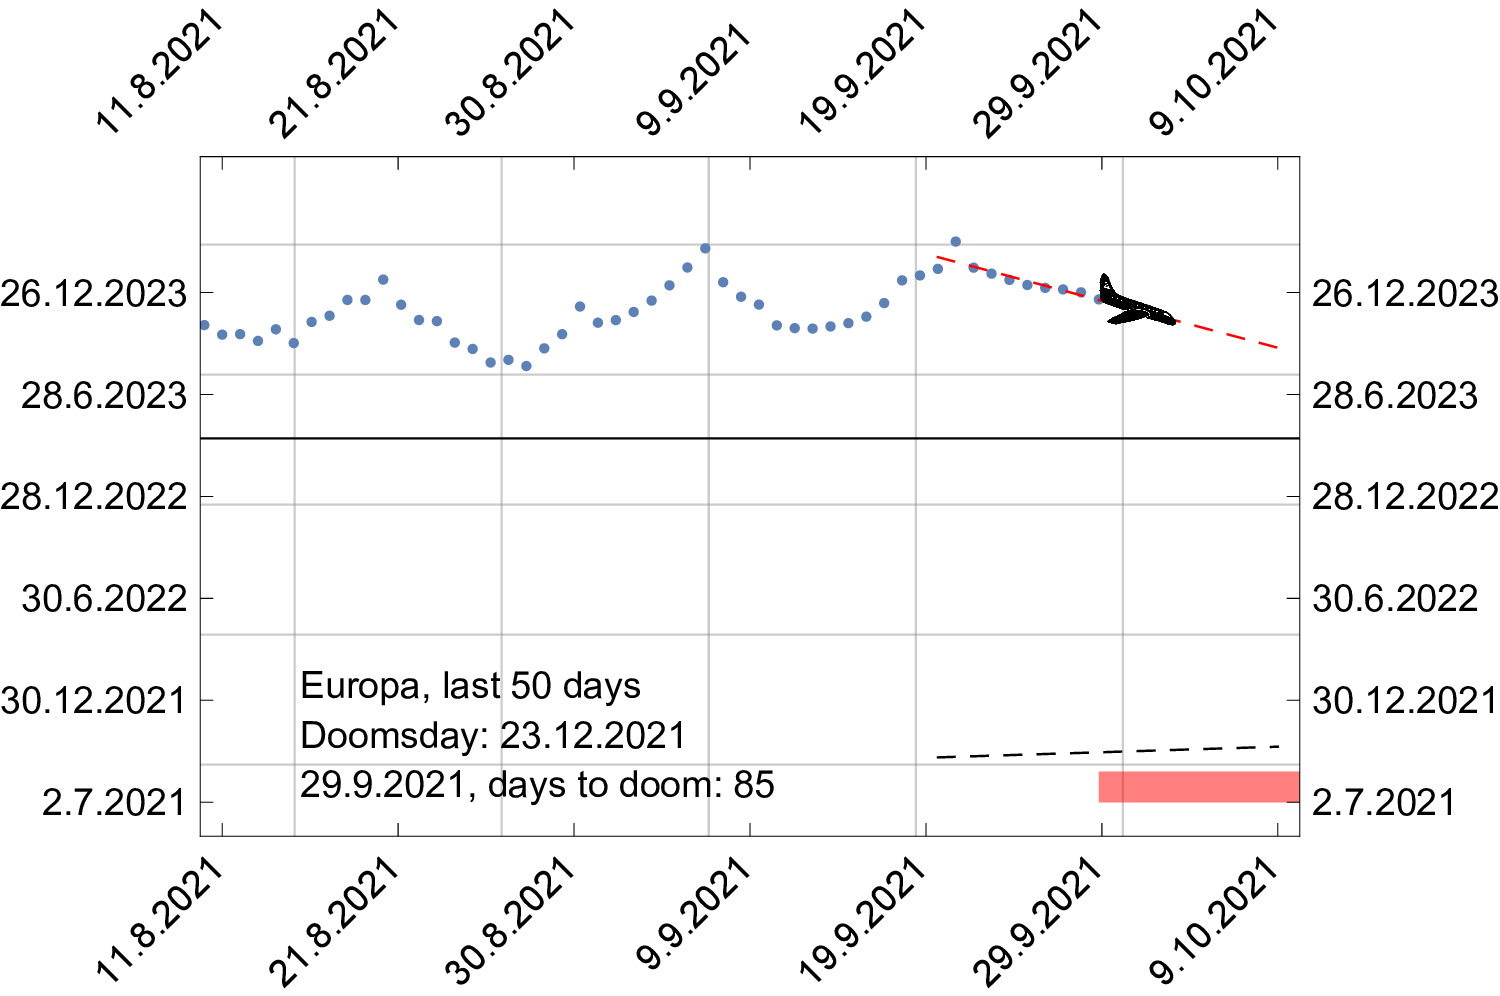 11.8.2021 21.8.2021 30.8.2021 9.9.2021 19.9.2021 29.9.2021 9.10.2021
26.12.2023 26.12.2023
28.6.2023 28.6.2023
28.12.2022 28.12.2022
30.6.2022 30.6.2022
30.12.2021 30.12.2021
Europa, last 50 days
Doomsday: 23.12.2021
29.9.2021, days to doom: 85
2.7.2021 2.7.2021
11.8.2021 21.8.2021 30.8.2021 9.9.2021 19.9.2021 29.9.2021 9.10.2021